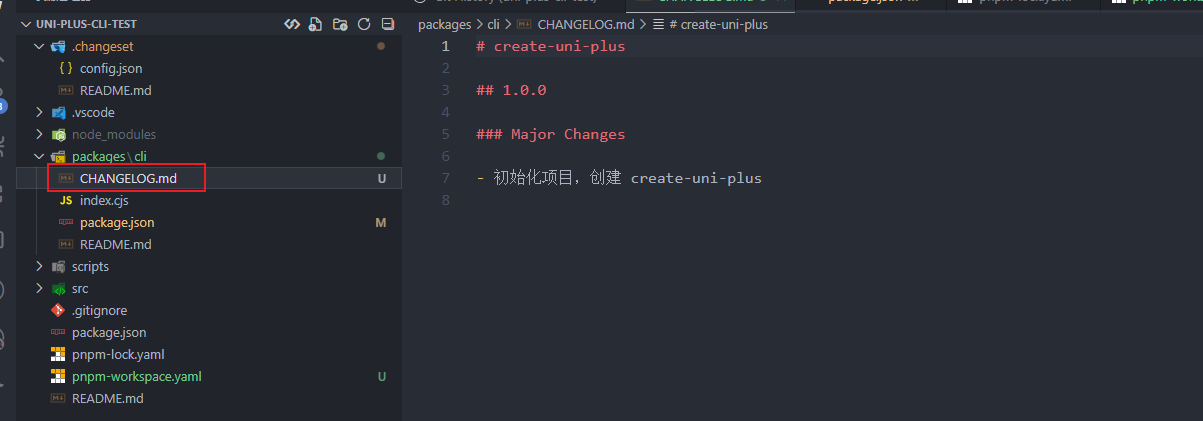 UNI-PLUS-CLI-TEST
.changeset
config.json
README.md
.vscode
node_modules
packages\cli
CHANGELOG.md U
index.cjs
package.json M
README.md
scripts
src
.gitignore
package.json
pnpm-lock.yaml
pnpm-workspace.yaml U
README.md
packages > cli > CHANGELOG.md > # create-uni-plus
1 # create-uni-plus
2
3 ## 1.0.0
4
5 ### Major Changes
6
7 - 初始化项目，创建 create-uni-plus
8